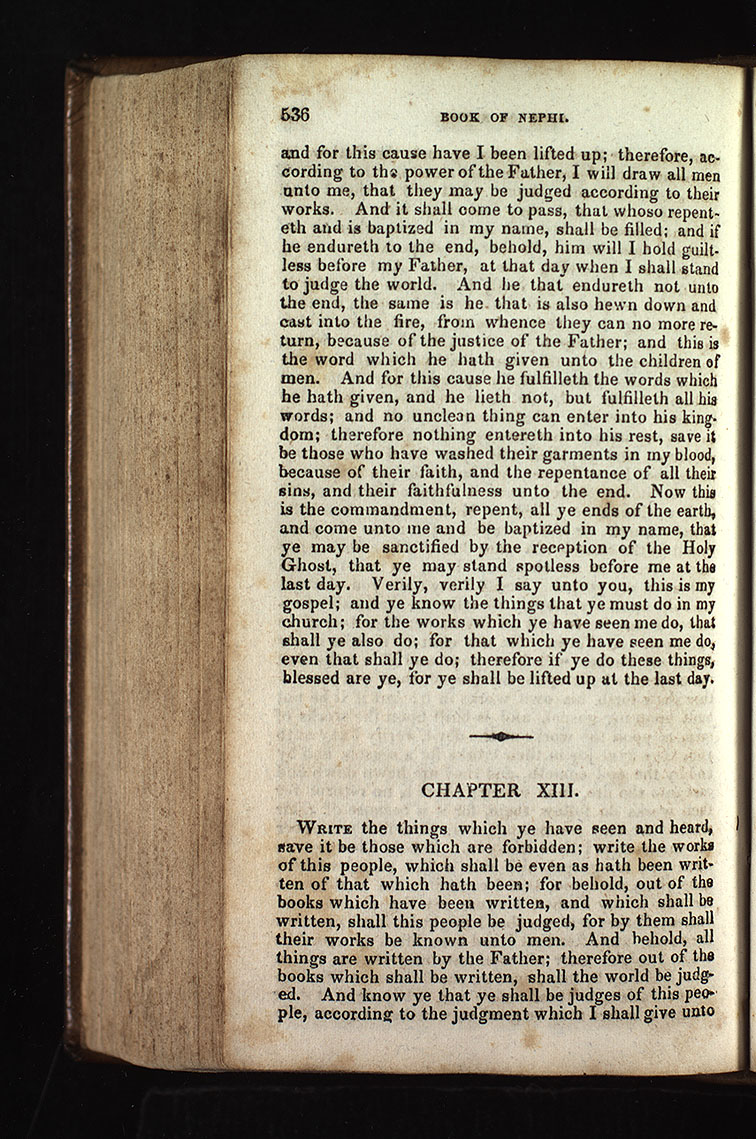 536 BOOK OF NEPHI.
and for this cause have I been lifted up; therefore, ac-
cording to the power of the Father, I will draw all men
unto me, that they may be judged according to their
works. And it shall come to pass, that whoso repent-
eth and is baptized in my name, shall be filled; and if
he endureth to the end, behold, him will I hold guilt-
less before my Father, at that day when I shall stand
to judge the world. And he that endureth not unto
the end, the same is he that is also hewn down and
cast into the fire, from whence they can no more re-
turn, because of the justice of the Father; and this is
the word which he hath given unto the children of
men. And for this cause he fulfilleth the words which
he hath given, and he lieth not, but fulfilleth all his
words; and no unclean thing can enter into his king-
dom; therefore nothing entereth into his rest, save it
be those who have washed their garments in my blood,
because of their faith, and the repentance of all their
sins, and their faithfulness unto the end. Now this
is the commandment, repent, all ye ends of the earth,
and come unto me and be baptized in my name, that
ye may be sanctified by the reception of the Holy
Ghost, that ye may stand spotless before me at the
last day. Verily, verily I say unto you, this is my
gospel; and ye know the things that ye must do in my
church; for the works which ye have seen me do, that
shall ye also do; for that which ye have seen me do,
even that shall ye do; therefore if ye do these things,
blessed are ye, for ye shall be lifted up at the last day.
CHAPTER XIII.
WRITE the things which ye have seen and heard,
save it be those which are forbidden; write the works
of this people, which shall be even as hath been writ-
ten of that which hath been; for behold, out of the
books which have been written, and which shall be
written, shall this people be judged, for by them shall
their works be known unto men. And behold, all
things are written by the Father; therefore out of the
books which shall be written, shall the world be judg-
ed. And know ye that ye shall be judges of this peo-
ple, according to the judgment which I shall give unto